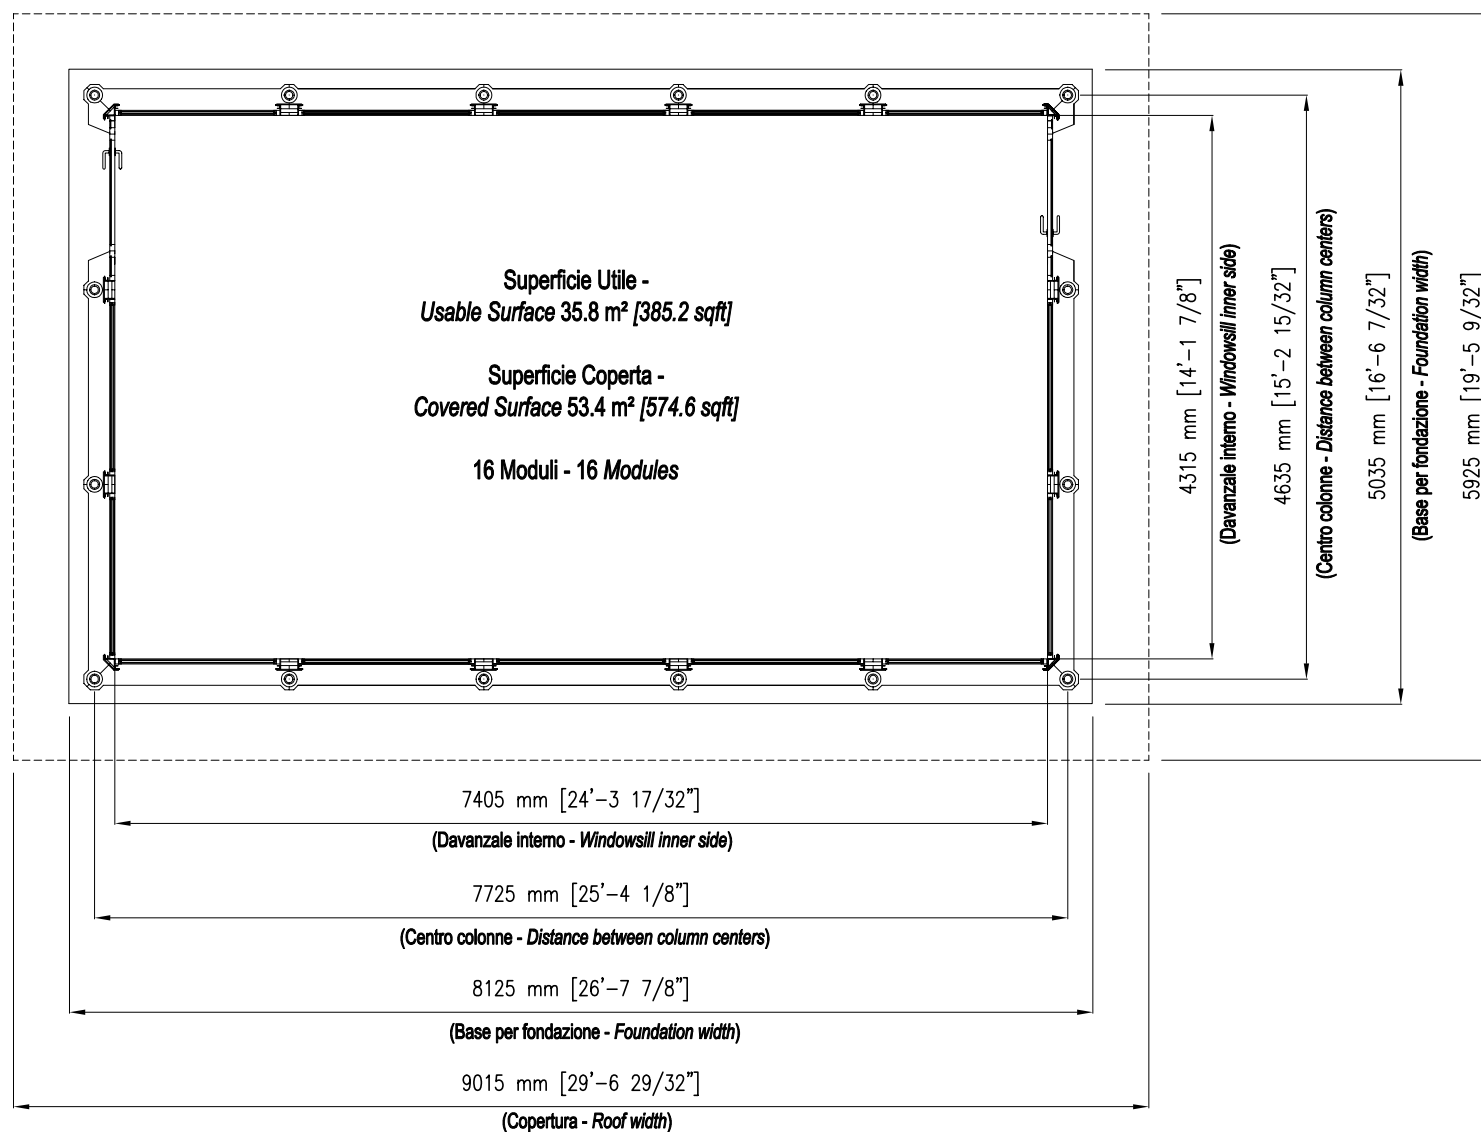 Superficie Utile -
Usable Surface 35.8 m² [385.2 sqft]
Superficie Coperta -
Covered Surface 53.4 m² [574.6 sqft]
16 Moduli - 16 Modules
4315 mm [14'-1 7/8"]
(Davanzale interno - Windowsill inner side)
4635 mm [15'-2 15/32"]
(Centro colonne - Distance between column centers)
5035 mm [16'-6 7/32"]
(Base per fondazione - Foundation width)
5925 mm [19'-5 9/32"]
7405 mm [24'-3 17/32"]
(Davanzale interno - Windowsill inner side)
7725 mm [25'-4 1/8"]
(Centro colonne - Distance between column centers)
8125 mm [26'-7 7/8"]
(Base per fondazione - Foundation width)
9015 mm [29'-6 29/32"]
(Copertura - Roof width)